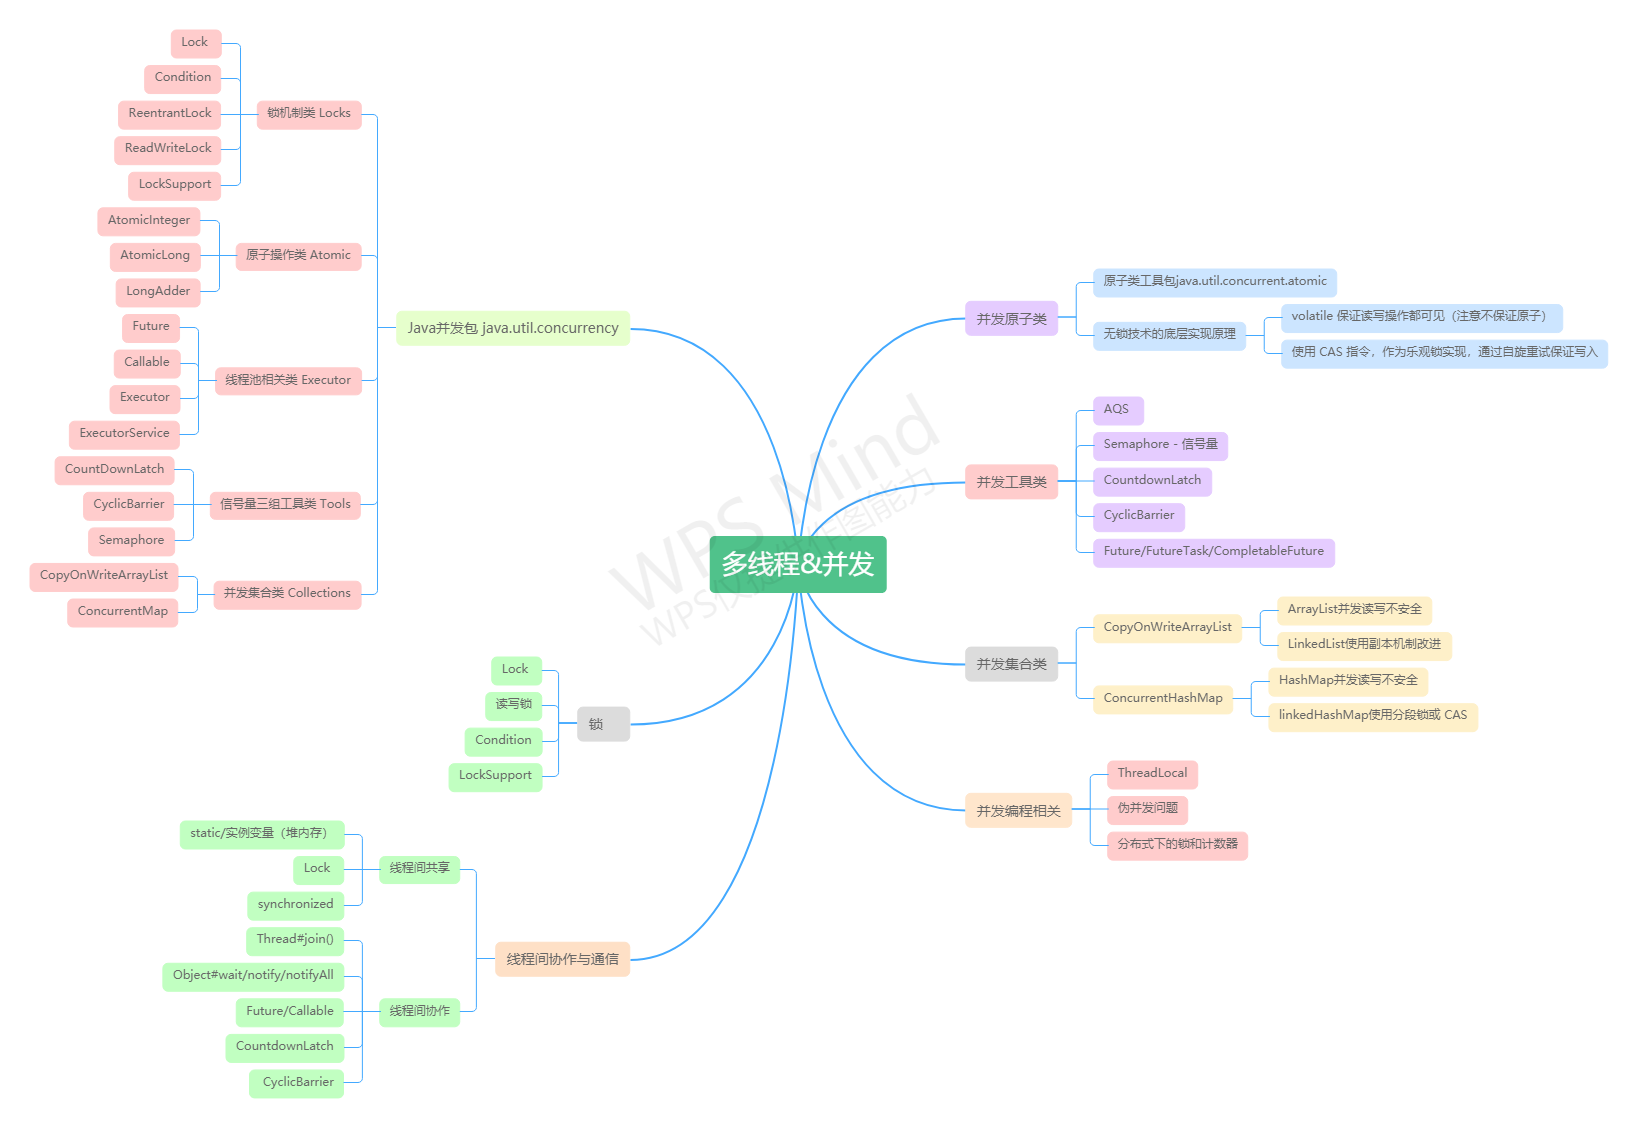 多线程&并发
并发原子类
原子类工具包java.util.concurrent.atomic
无锁技术的底层实现原理
volatile 保证读写操作都可见（注意不保证原子）
使用 CAS 指令，作为乐观锁实现，通过自旋重试保证写入
并发工具类
AQS
Semaphore - 信号量
CountdownLatch
CyclicBarrier
Future/FutureTask/CompletableFuture
并发集合类
CopyOnWriteArrayList
ArrayList并发读写不安全
LinkedList使用副本机制改进
ConcurrentHashMap
HashMap并发读写不安全
linkedHashMap使用分段锁或 CAS
并发编程相关
ThreadLocal
伪并发问题
分布式下的锁和计数器
Java并发包 java.util.concurrency
锁机制类 Locks
Lock
Condition
ReentrantLock
ReadWriteLock
LockSupport
原子操作类 Atomic
AtomicInteger
AtomicLong
LongAdder
线程池相关类 Executor
Future
Callable
Executor
ExecutorService
信号量三组工具类 Tools
CountDownLatch
CyclicBarrier
Semaphore
并发集合类 Collections
CopyOnWriteArrayList
ConcurrentMap
锁
Lock
读写锁
Condition
LockSupport
线程间协作与通信
线程间共享
static/实例变量（堆内存）
Lock
synchronized
线程间协作
Thread#join()
Object#wait/notify/notifyAll
Future/Callable
CountdownLatch
CyclicBarrier
WPS Mind